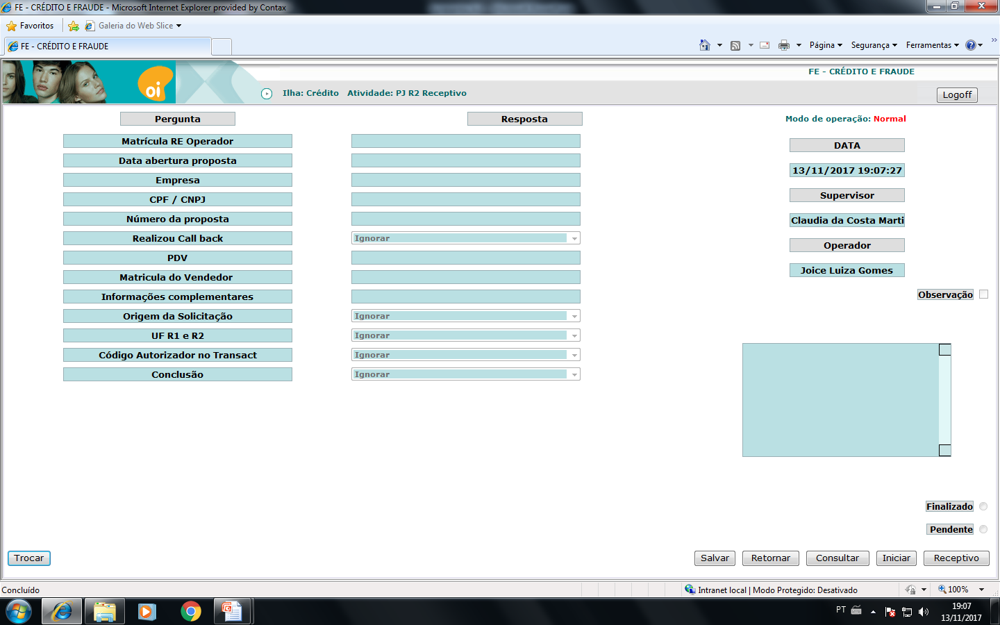 FE - CRÉDITO E FRAUDE - Microsoft Internet Explorer provided by Contax
Favoritos
Galeria do Web Slice
FE - CRÉDITO E FRAUDE
Página
Segurança
Ferramentas
»
oi
FE - CRÉDITO E FRAUDE
Ilha: Crédito Atividade: PJ R2 Receptivo
Logoff
Pergunta
Resposta
Modo de operação: Normal
Matrícula RE Operador
Data abertura proposta
Empresa
CPF / CNPJ
Número da proposta
Realizou Call back
Ignorar
PDV
Matricula do Vendedor
Informações complementares
Origem da Solicitação
Ignorar
UF R1 e R2
Ignorar
Código Autorizador no Transact
Ignorar
Conclusão
Ignorar
DATA
13/11/2017 19:07:27
Supervisor
Claudia da Costa Marti
Operador
Joice Luiza Gomes
Observação
Finalizado
Pendente
Trocar
Salvar
Retornar
Consultar
Iniciar
Receptivo
Concluído
Intranet local | Modo Protegido: Desativado
100%
PT
19:07
13/11/2017